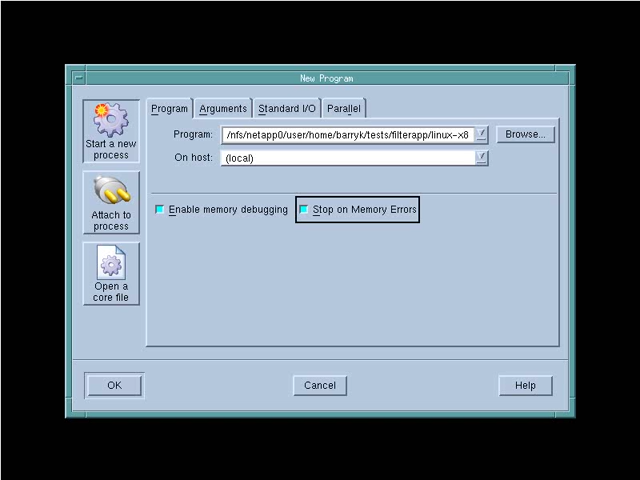 New Program
Start a new
process
Attach to
process
Open a
core file
Program
Arguments
Standard I/O
Parallel
Program:
/nfs/netapp0/user/home/barryk/tests/filterapp/linux-x8
Browse...
On host:
(local)
Enable memory debugging
Stop on Memory Errors
OK
Cancel
Help